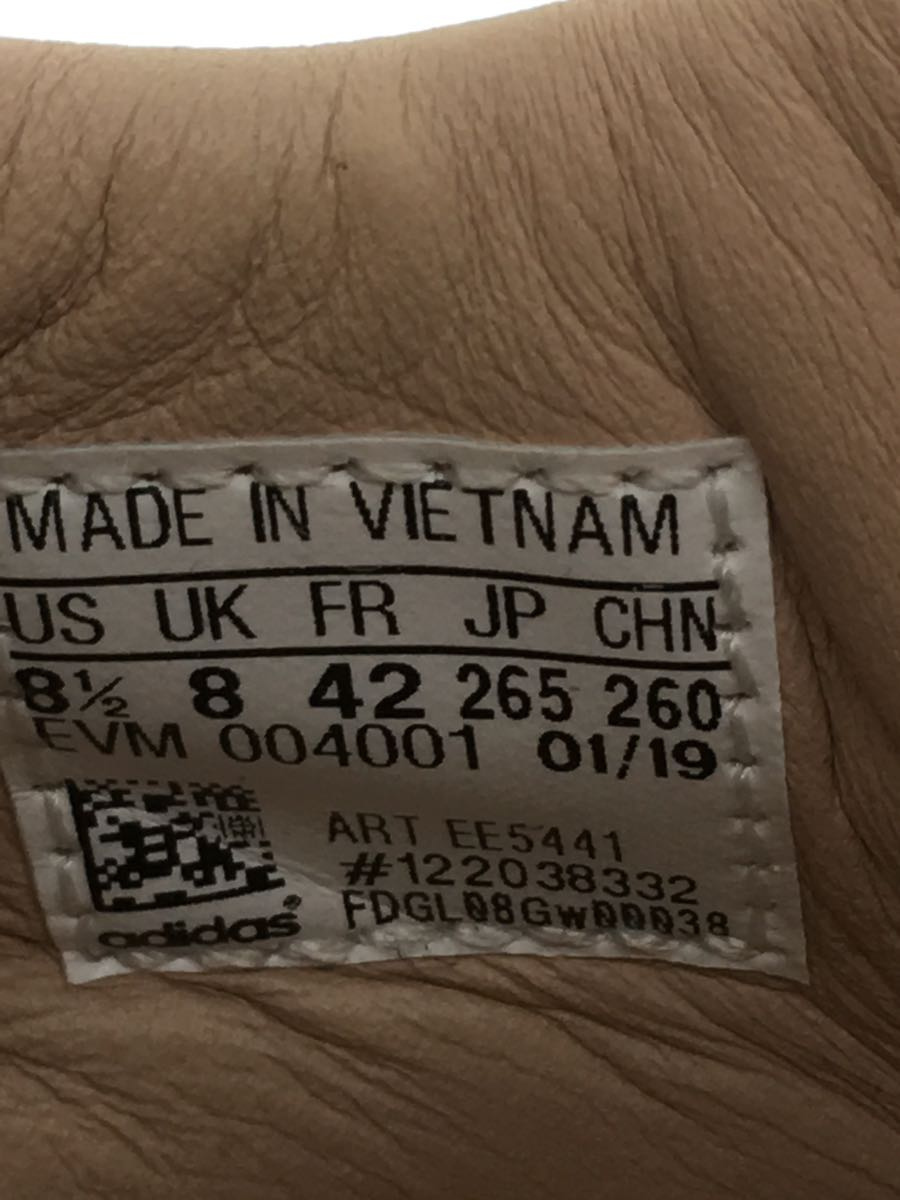 MADE IN VIETNAM
US UK FR JP CHN
8½ 8 42 265 260
EVM 004001 01/19
ART EE5441
#122038332
FDGL08GW00038
adidas®